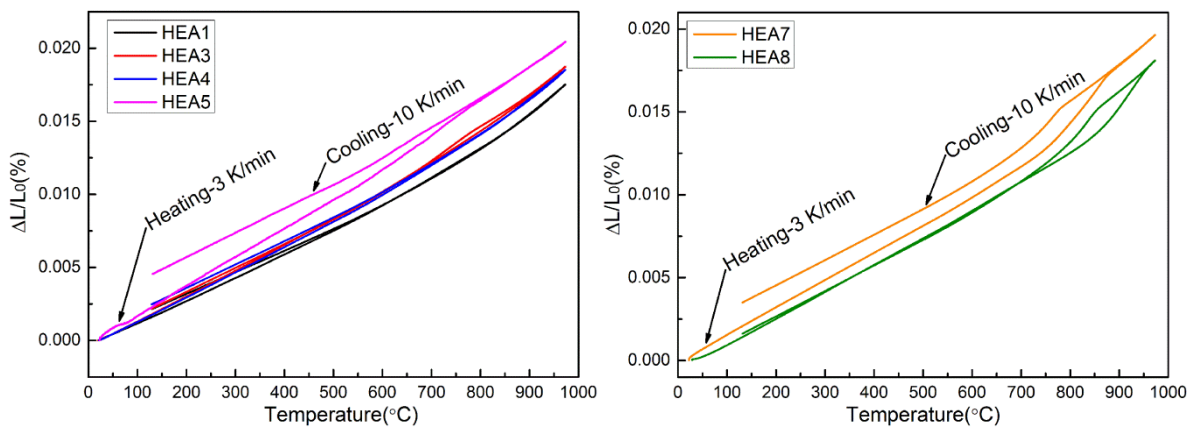 HEA1
HEA3
HEA4
HEA5
Heating-3 K/min
Cooling-10 K/min
ΔL/L₀(%)
0.020
0.015
0.010
0.005
0.000
0 100 200 300 400 500 600 700 800 900 1000
Temperature(°C)
HEA7
HEA8
Heating-3 K/min
Cooling-10 K/min
ΔL/L₀(%)
0.020
0.015
0.010
0.005
0.000
0 100 200 300 400 500 600 700 800 900 1000
Temperature(°C)